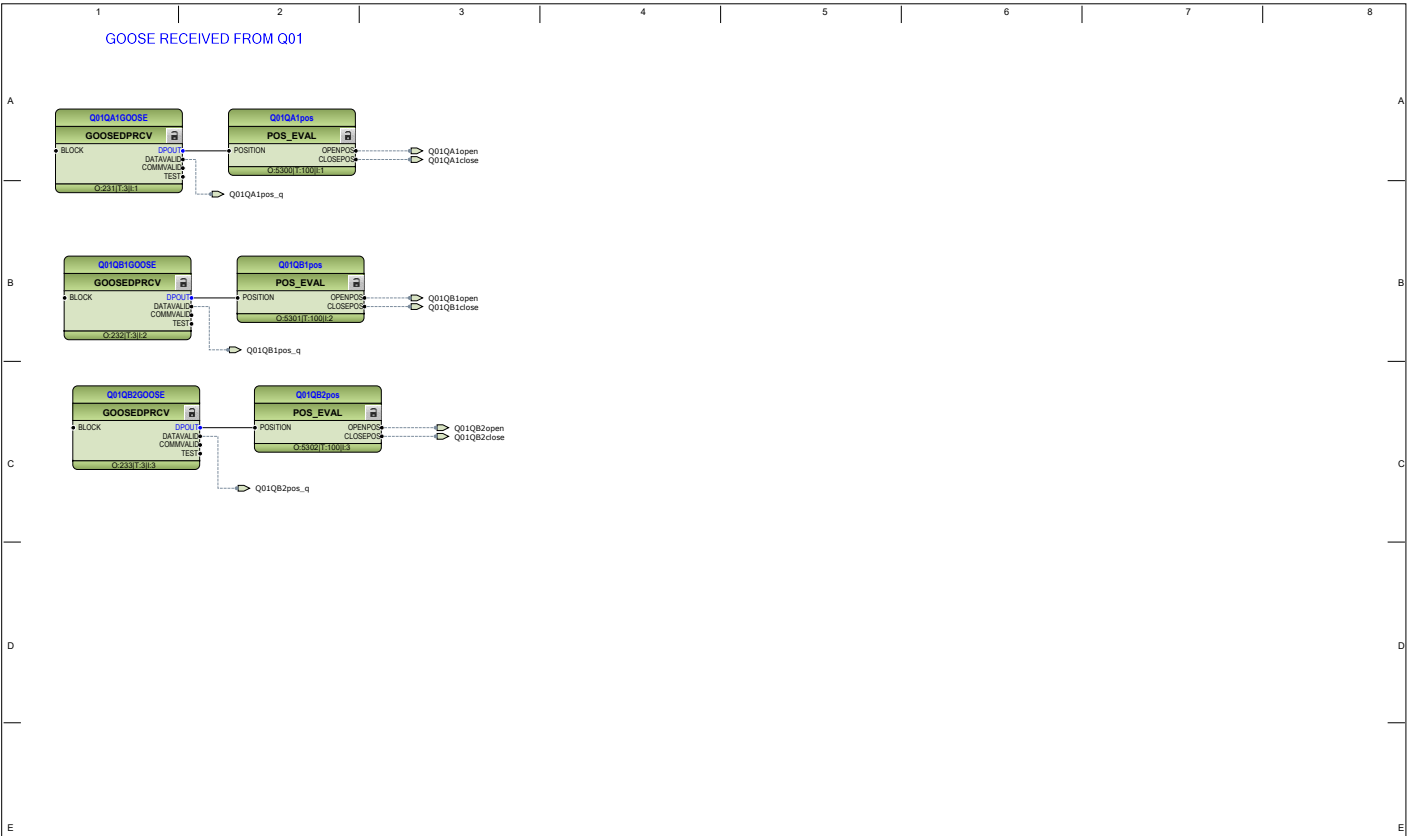 1 2 3 4 5 6 7 8
GOOSE RECEIVED FROM Q01
A A
Q01QA1GOOSE
GOOSEDPRCV
BLOCK DPOUT
DATAVALID
COMMVALID
TEST
O:231|T:3|I:1
Q01QA1pos
POS_EVAL
POSITION OPENPOS
CLOSEPOS
O:5300|T:100|I:1
Q01QA1open
Q01QA1close
Q01QA1pos_q
B B
Q01QB1GOOSE
GOOSEDPRCV
BLOCK DPOUT
DATAVALID
COMMVALID
TEST
O:232|T:3|I:2
Q01QB1pos
POS_EVAL
POSITION OPENPOS
CLOSEPOS
O:5301|T:100|I:2
Q01QB1open
Q01QB1close
Q01QB1pos_q
Q01QB2GOOSE
GOOSEDPRCV
BLOCK DPOUT
DATAVALID
COMMVALID
TEST
O:233|T:3|I:3
Q01QB2pos
POS_EVAL
POSITION OPENPOS
CLOSEPOS
O:5302|T:100|I:3
Q01QB2open
Q01QB2close
C C
Q01QB2pos_q
D D
E E